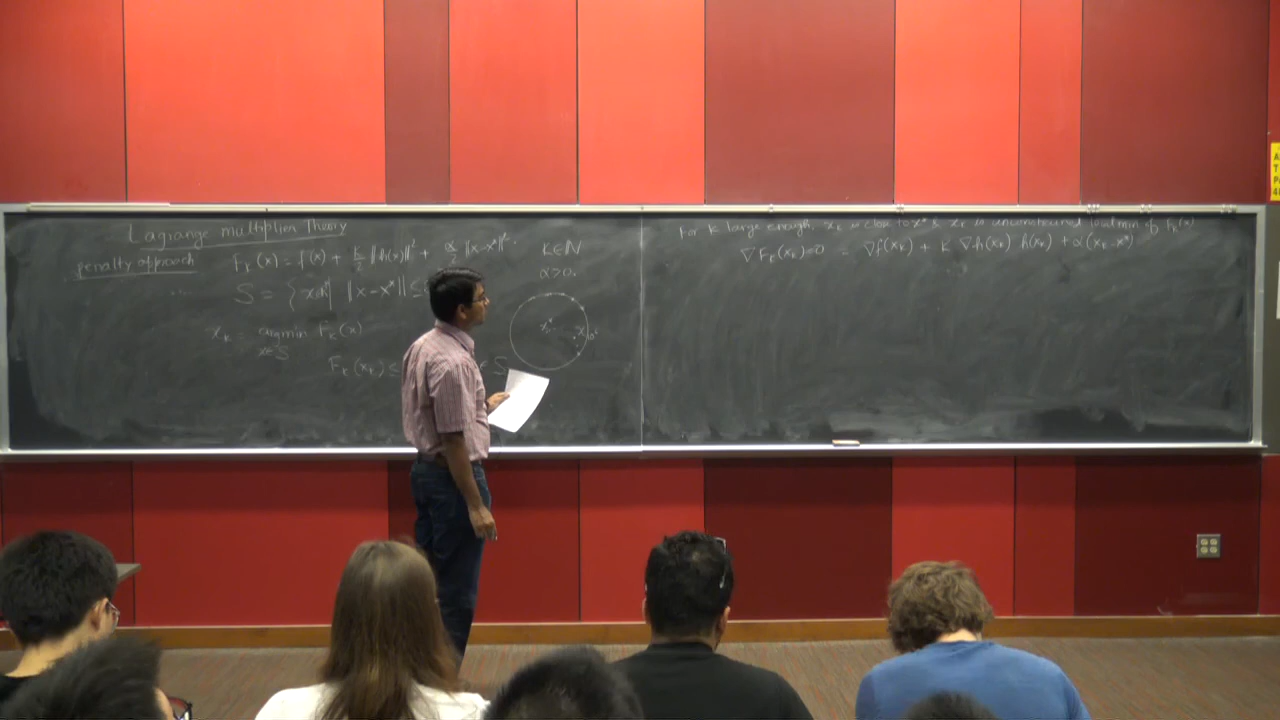 Lagrange multiplier Theory
penalty approach
F_k(x) = f(x) + k/2 ||h(x)||² + α/2 ||x-x*||². k∈N
α>0.
S = { x∈Rⁿ | ||x-x*|| ≤
x_k = argmin F_k(x)
x∈S
F_k(x_k) ≤ ∈ S
x*
For k large enough, x_k is close to x* & x_k is unconstrained local min of F_k(x)
∇F_k(x_k)=0 = ∇f(x_k) + k ∇h(x_k) h(x_k) + α(x_k-x*)